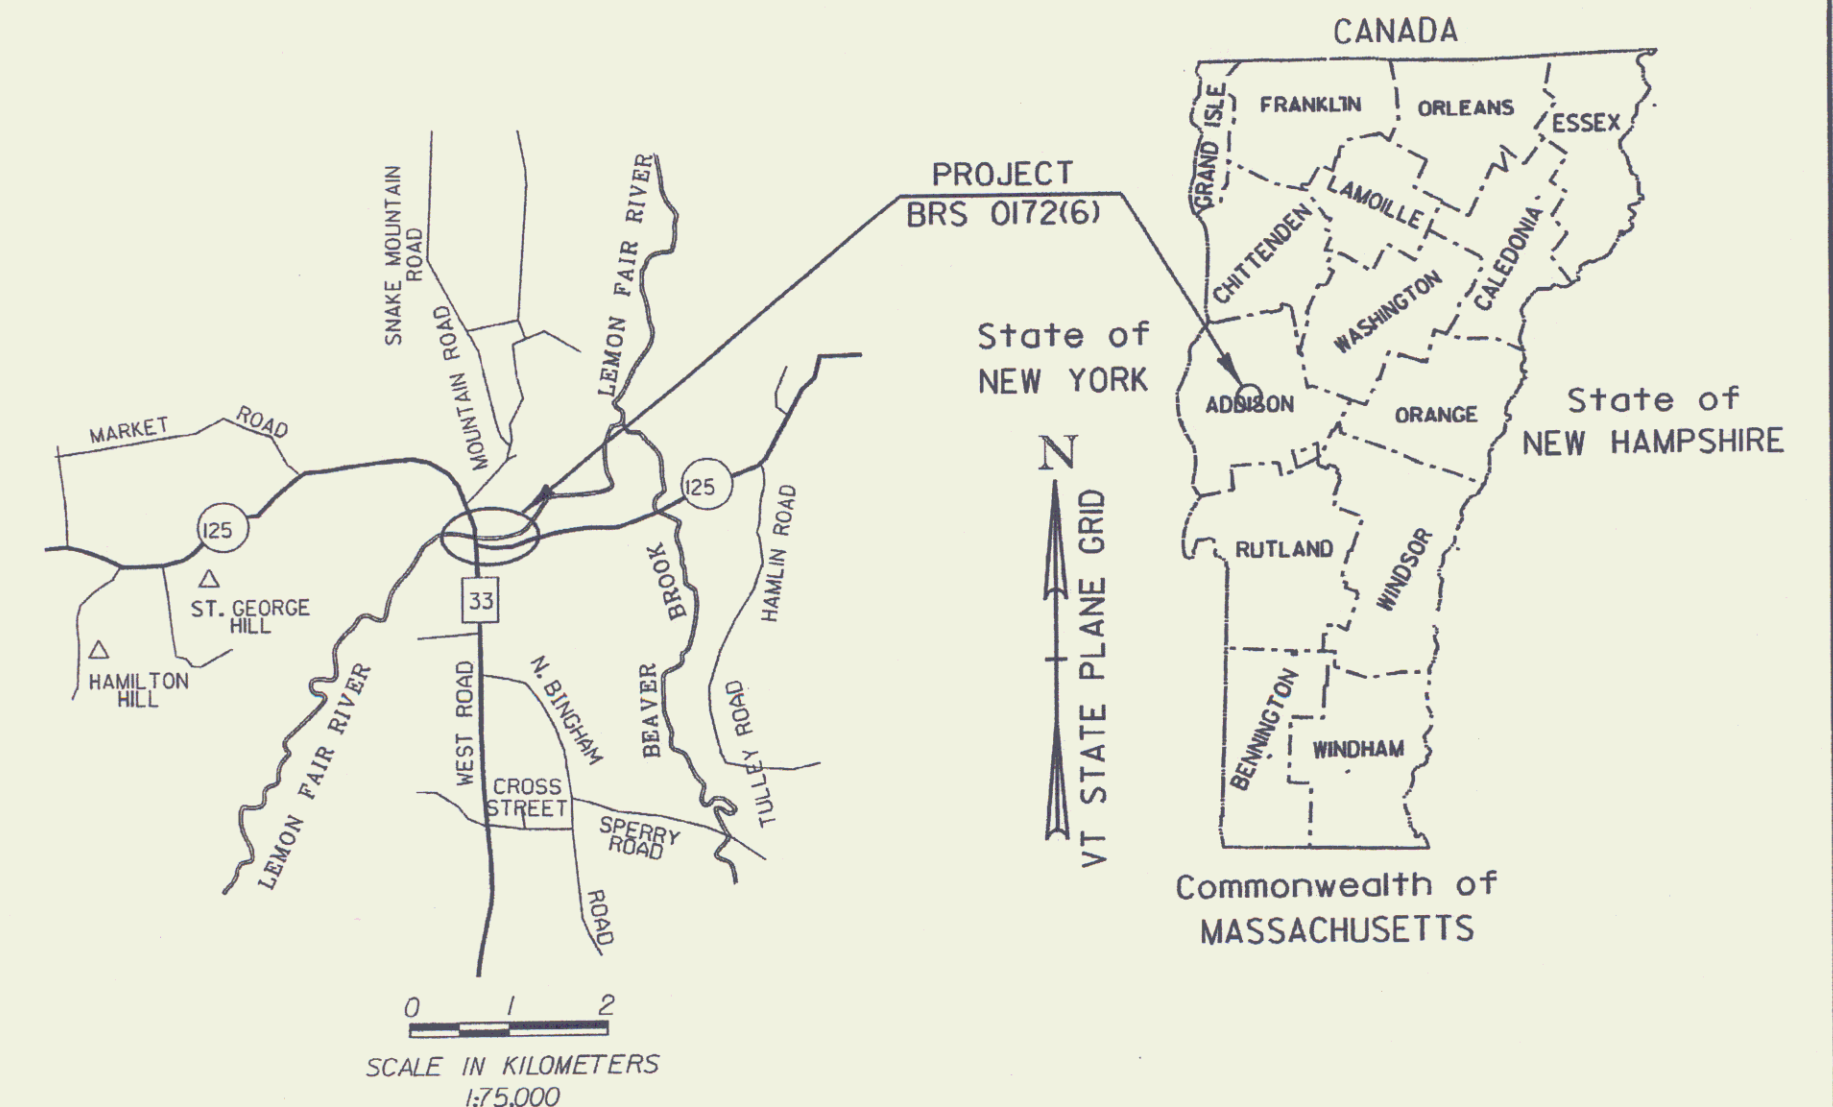 CANADA
GRAND ISLE
FRANKLIN
ORLEANS
ESSEX
LAMOILLE
CHITTENDEN
WASHINGTON
CALEDONIA
ADDISON
ORANGE
RUTLAND
WINDSOR
BENNINGTON
WINDHAM
State of
NEW YORK
State of
NEW HAMPSHIRE
Commonwealth of
MASSACHUSETTS
PROJECT
BRS 0172(6)
N
VT STATE PLANE GRID
SNAKE MOUNTAIN
ROAD
MOUNTAIN ROAD
LEMON FAIR RIVER
MARKET ROAD
125
125
ST. GEORGE
HILL
HAMILTON
HILL
33
LEMON FAIR RIVER
WEST ROAD
N. BINGHAM
CROSS
STREET
SPERRY
ROAD
ROAD
BEAVER BROOK
HAMLIN ROAD
TULLEY ROAD
0 1 2
SCALE IN KILOMETERS
1:75,000